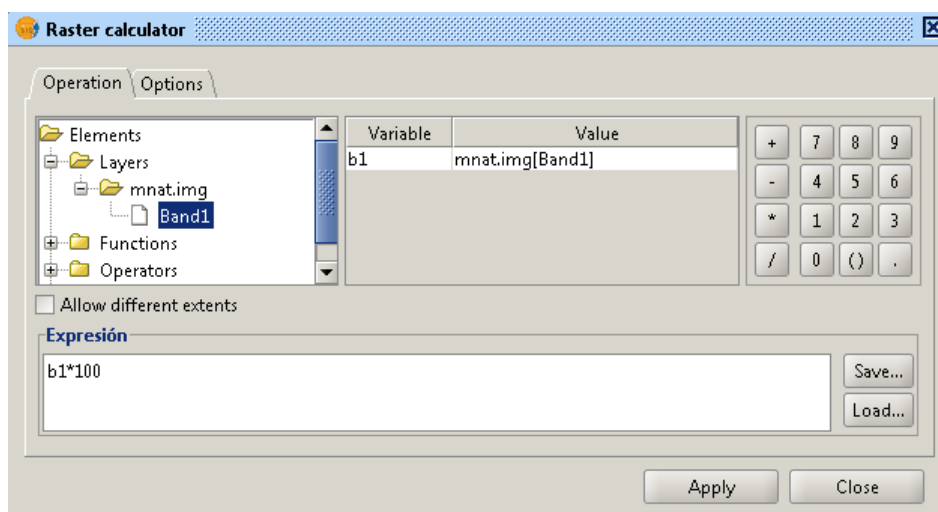 Raster calculator
Operation Options
Elements
Layers
mnat.img
Band1
Functions
Operators
Variable Value
b1 mnat.img[Band1]
+ 7 8 9
- 4 5 6
* 1 2 3
/ 0 () .
Allow different extents
Expresión
b1*100
Save...
Load...
Apply Close